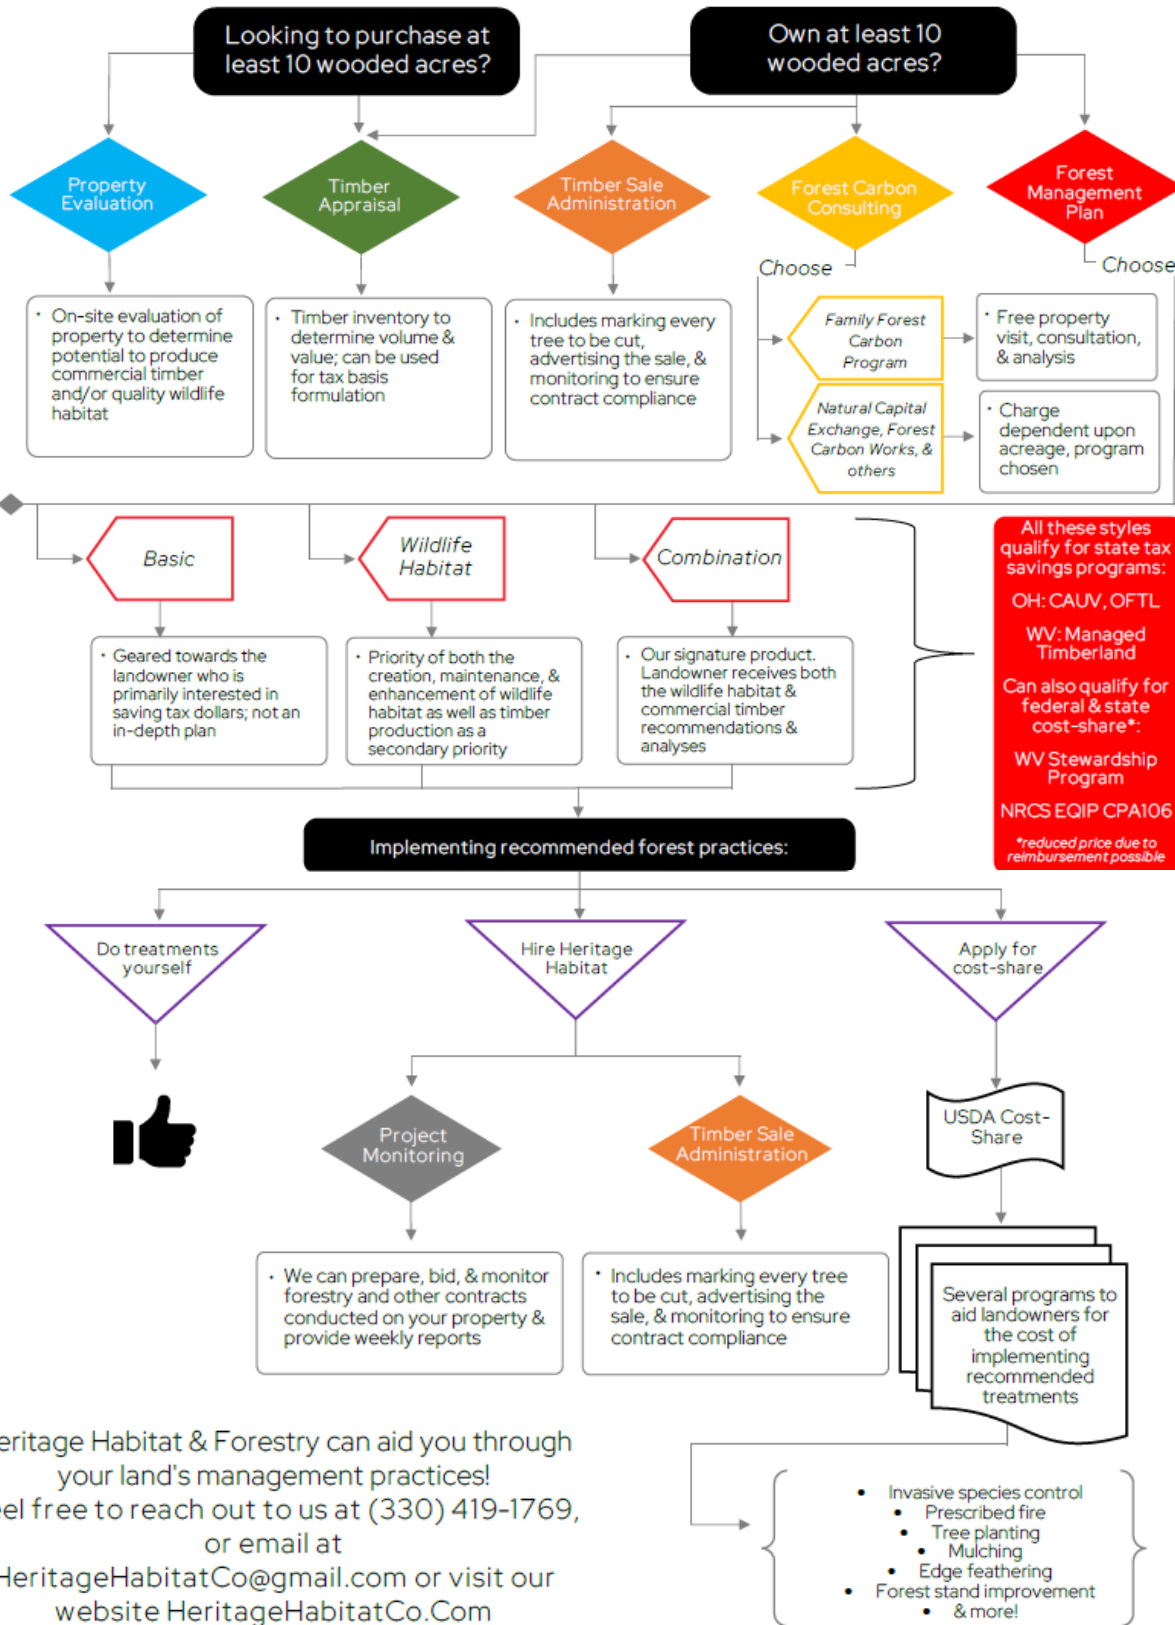 Looking to purchase at
least 10 wooded acres?
Own at least 10
wooded acres?
Property
Evaluation
Timber
Appraisal
Timber Sale
Administration
Forest Carbon
Consulting
Forest
Management
Plan
Choose
Choose
· On-site evaluation of
property to determine
potential to produce
commercial timber
and/or quality wildlife
habitat
· Timber inventory to
determine volume &
value; can be used
for tax basis
formulation
· Includes marking every
tree to be cut,
advertising the sale, &
monitoring to ensure
contract compliance
Family Forest
Carbon
Program
· Free property
visit, consultation,
& analysis
Natural Capital
Exchange, Forest
Carbon Works, &
others
· Charge
dependent upon
acreage, program
chosen
Basic
Wildlife
Habitat
Combination
· Geared towards the
landowner who is
primarily interested in
saving tax dollars; not an
in-depth plan
· Priority of both the
creation, maintenance, &
enhancement of wildlife
habitat as well as timber
production as a
secondary priority
· Our signature product.
Landowner receives both
the wildlife habitat &
commercial timber
recommendations &
analyses
All these styles
qualify for state tax
savings programs:
OH: CAUV, OFTL
WV: Managed
Timberland
Can also qualify for
federal & state
cost-share*:
WV Stewardship
Program
NRCS EQIP CPA106
*reduced price due to
reimbursement possible
Implementing recommended forest practices:
Do treatments
yourself
Hire Heritage
Habitat
Apply for
cost-share
Project
Monitoring
Timber Sale
Administration
USDA Cost-
Share
· We can prepare, bid, & monitor
forestry and other contracts
conducted on your property &
provide weekly reports
· Includes marking every tree
to be cut, advertising the
sale, & monitoring to ensure
contract compliance
Several programs to
aid landowners for
the cost of
implementing
recommended
treatments
eritage Habitat & Forestry can aid you through
your land's management practices!
eel free to reach out to us at (330) 419-1769,
or email at
HeritageHabitatCo@gmail.com or visit our
website HeritageHabitatCo.Com
• Invasive species control
• Prescribed fire
• Tree planting
• Mulching
• Edge feathering
• Forest stand improvement
• & more!